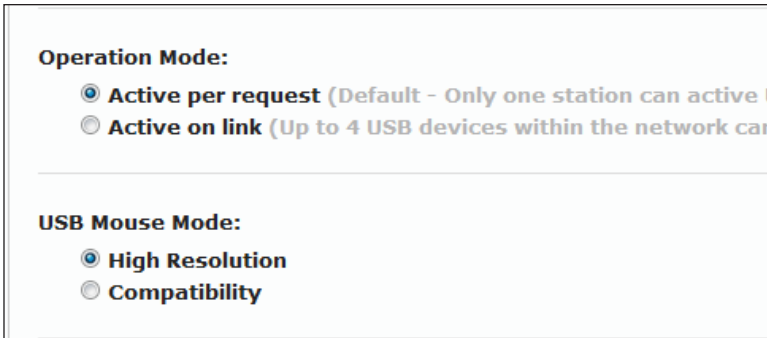 Operation Mode:
Active per request (Default - Only one station can active
Active on link (Up to 4 USB devices within the network
USB Mouse Mode:
High Resolution
Compatibility